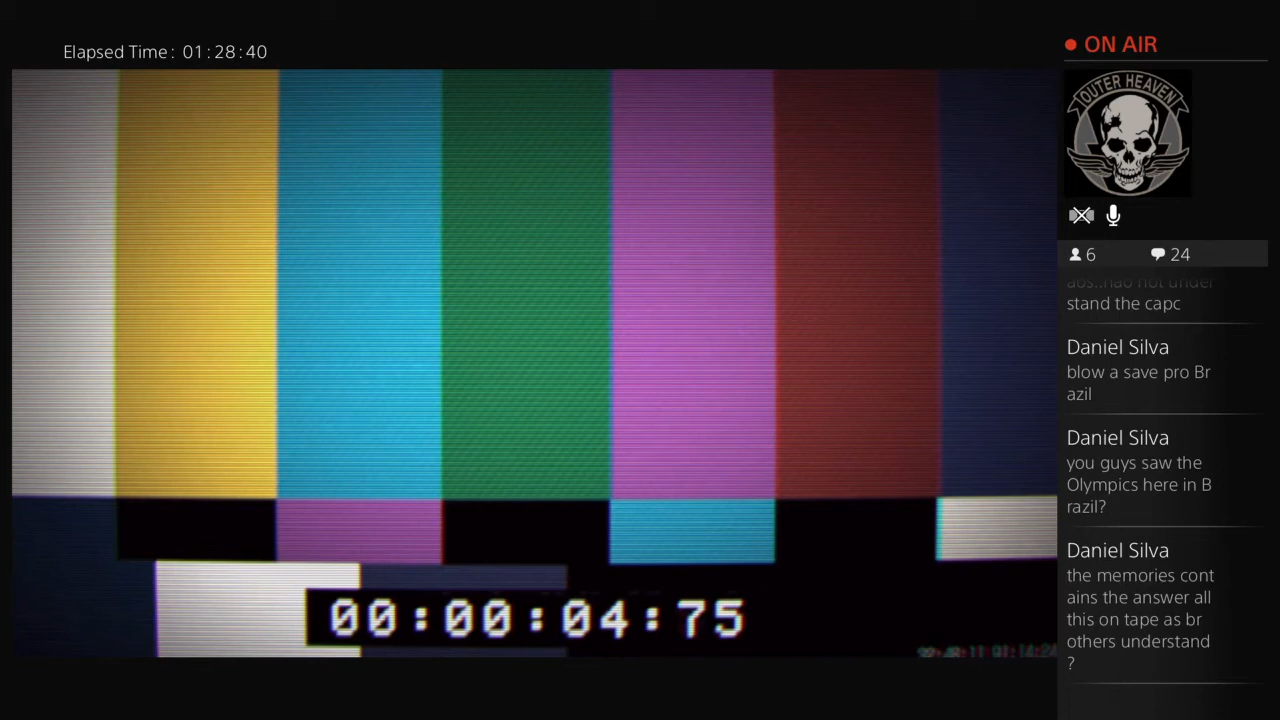 Elapsed Time: 01:28:40
ON AIR
OUTER HEAVEN
6 24
stand the capc
Daniel Silva
blow a save pro Br
azil
Daniel Silva
you guys saw the
Olympics here in B
razil?
Daniel Silva
the memories cont
ains the answer all
this on tape as br
others understand
?
00:00:04:75